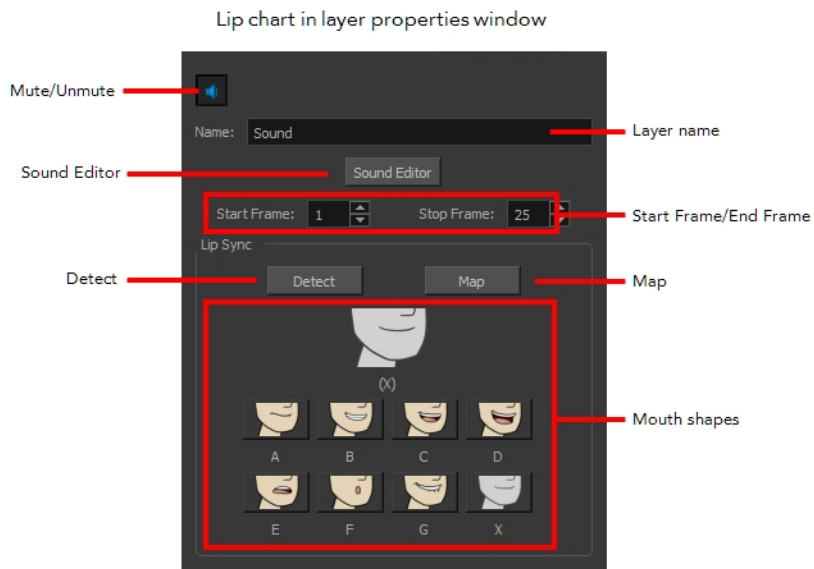 Lip chart in layer properties window
Mute/Unmute
Name: Sound
Layer name
Sound Editor
Sound Editor
Start Frame: 1 Stop Frame: 25
Start Frame/End Frame
Lip Sync
Detect
Detect Map
Map
(X)
Mouth shapes
A B C D
E F G X